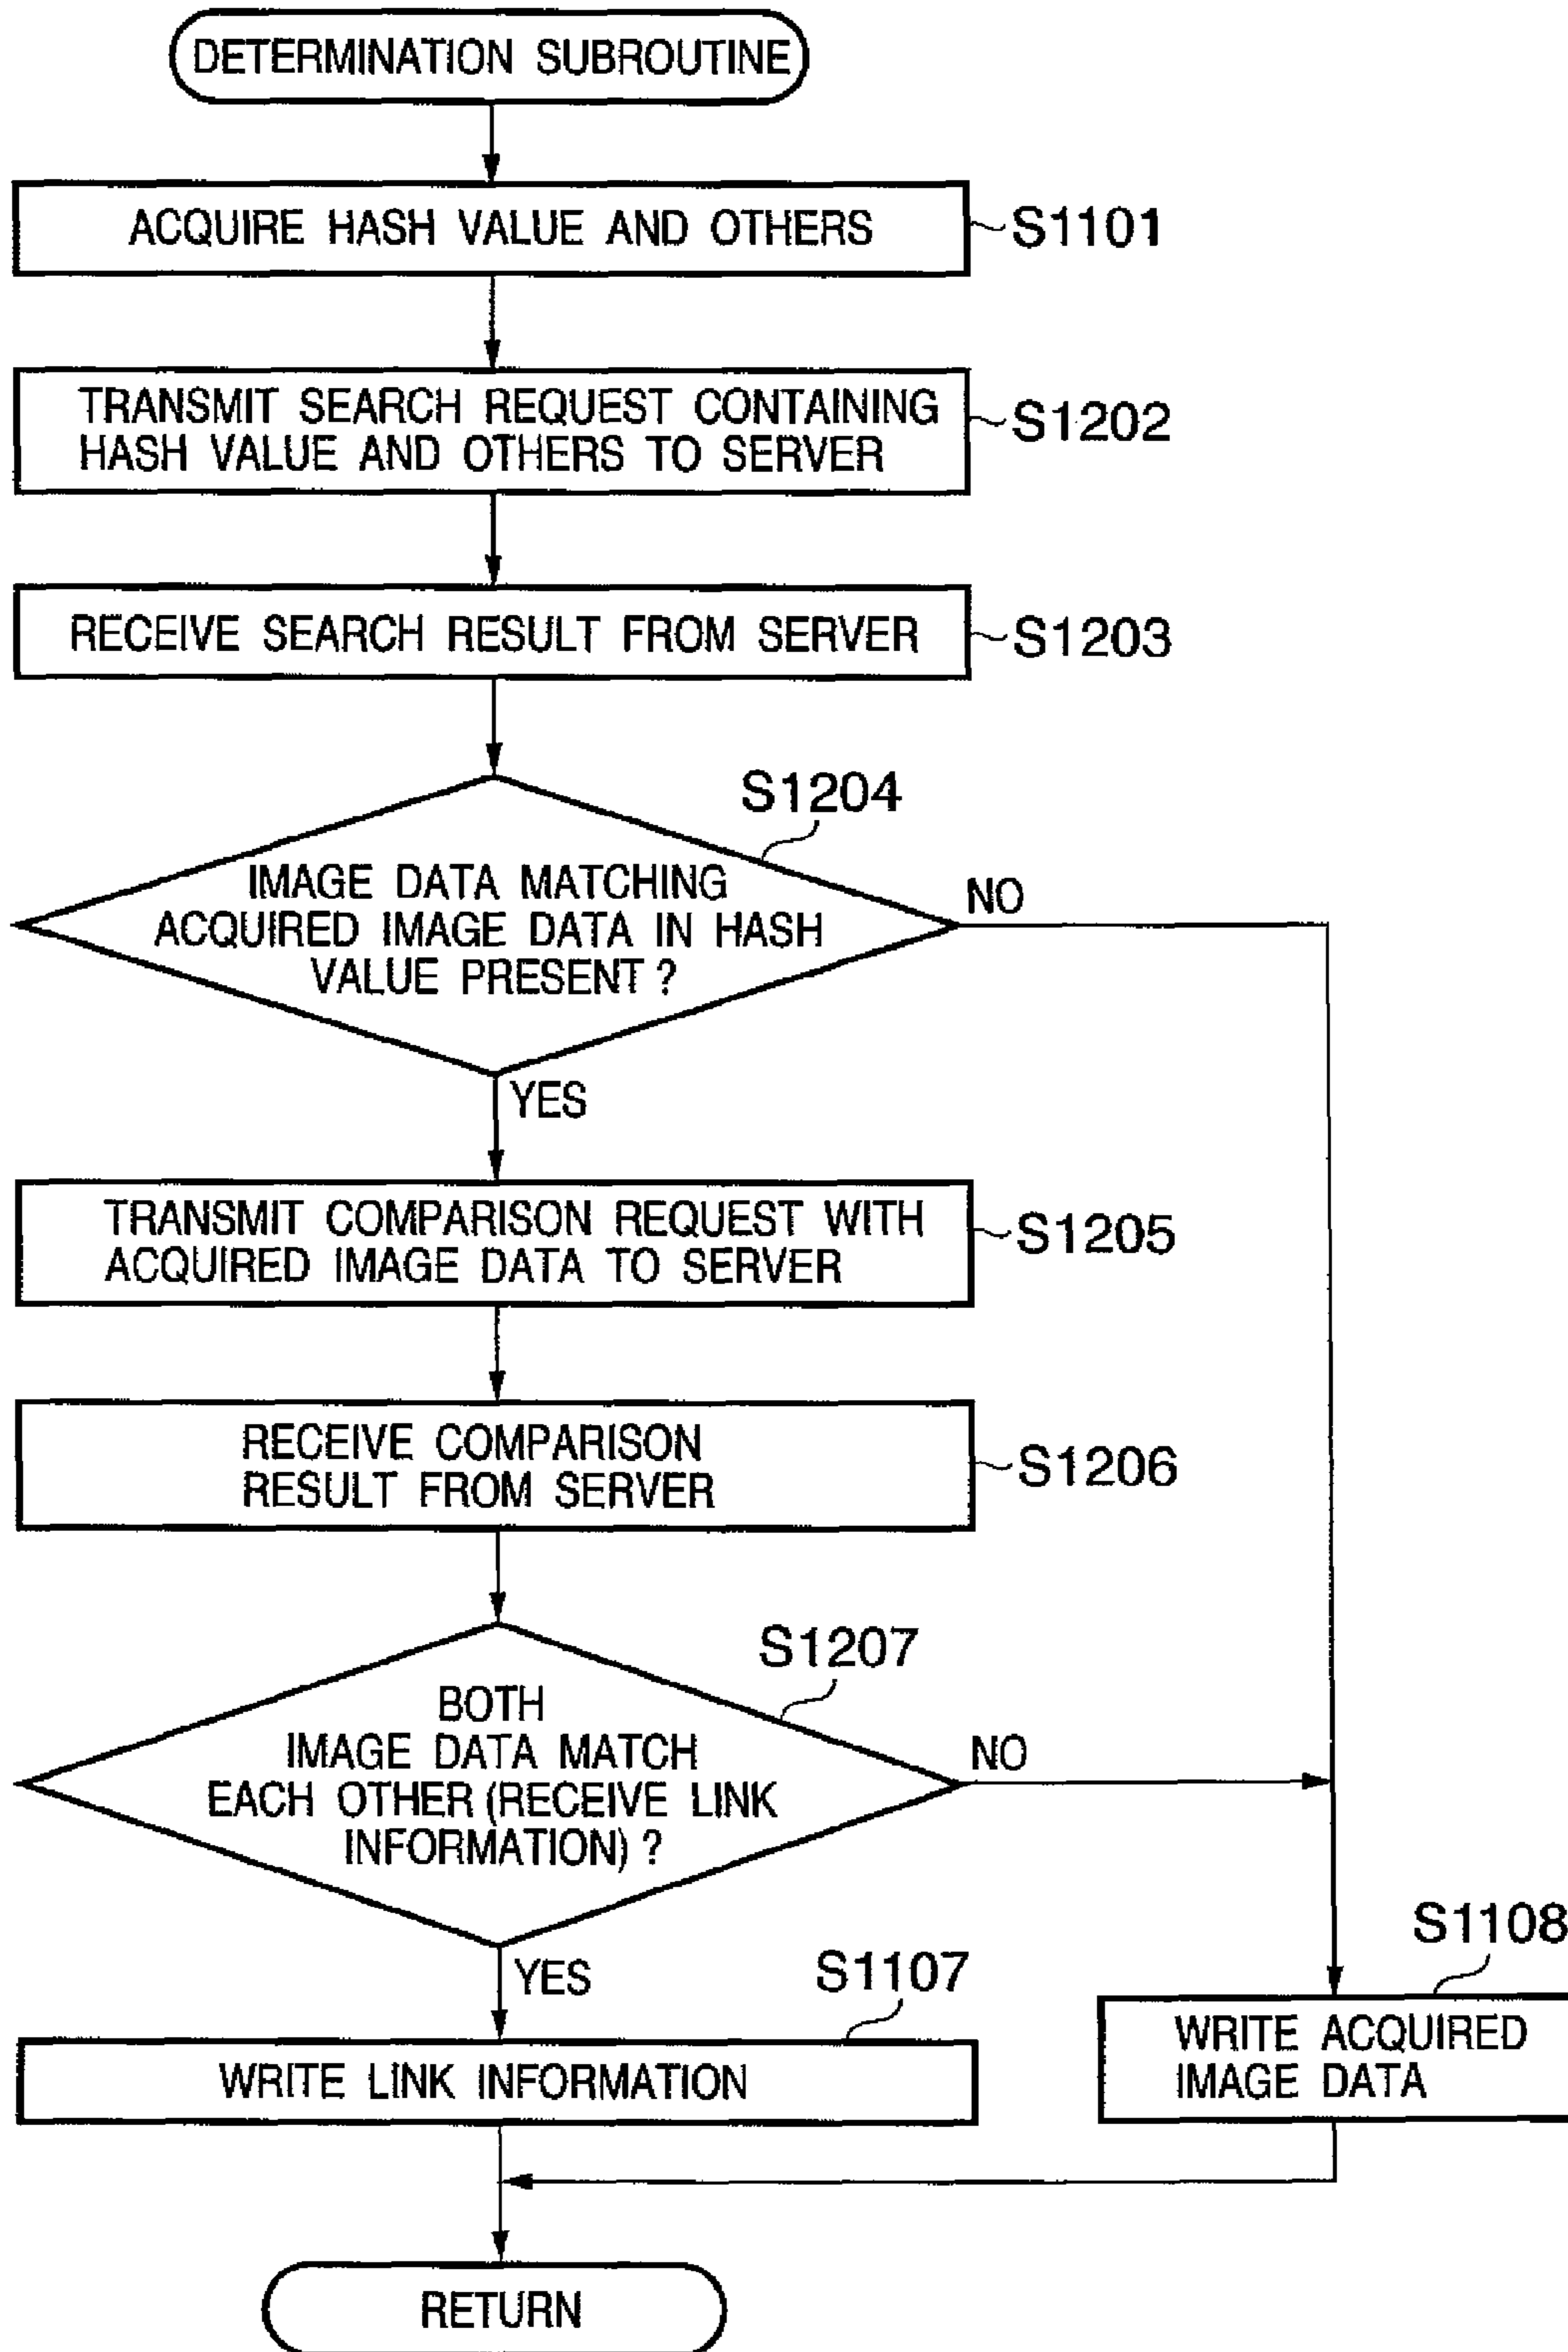 DETERMINATION SUBROUTINE
ACQUIRE HASH VALUE AND OTHERS
S1101
TRANSMIT SEARCH REQUEST CONTAINING
HASH VALUE AND OTHERS TO SERVER
S1202
RECEIVE SEARCH RESULT FROM SERVER
S1203
S1204
IMAGE DATA MATCHING
ACQUIRED IMAGE DATA IN HASH
VALUE PRESENT ?
NO
YES
TRANSMIT COMPARISON REQUEST WITH
ACQUIRED IMAGE DATA TO SERVER
S1205
RECEIVE COMPARISON
RESULT FROM SERVER
S1206
S1207
BOTH
IMAGE DATA MATCH
EACH OTHER (RECEIVE LINK
INFORMATION) ?
NO
YES
S1107
WRITE LINK INFORMATION
S1108
WRITE ACQUIRED
IMAGE DATA
RETURN